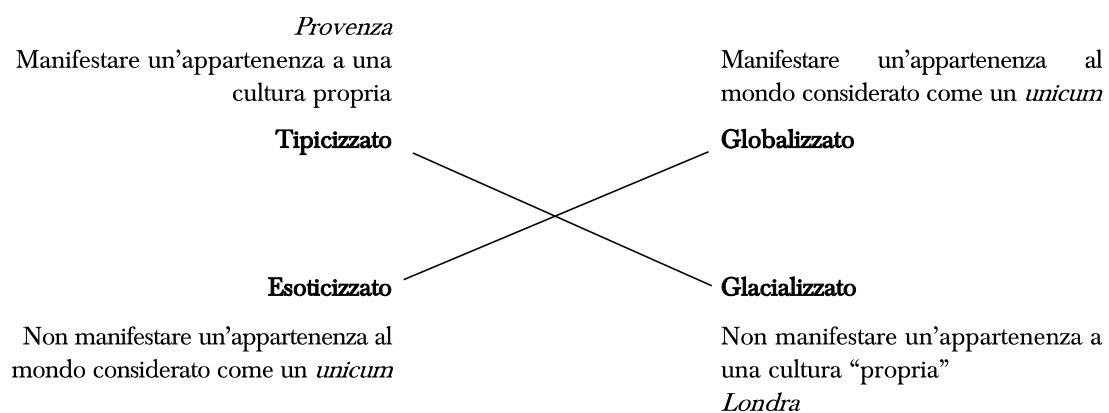 Provenza
Manifestare un’appartenenza a una
cultura propria
Tipicizzato
Manifestare un’appartenenza al
mondo considerato come un unicum
Globalizzato
Esoticizzato
Non manifestare un’appartenenza al
mondo considerato come un unicum
Glacializzato
Non manifestare un’appartenenza a
una cultura “propria”
Londra